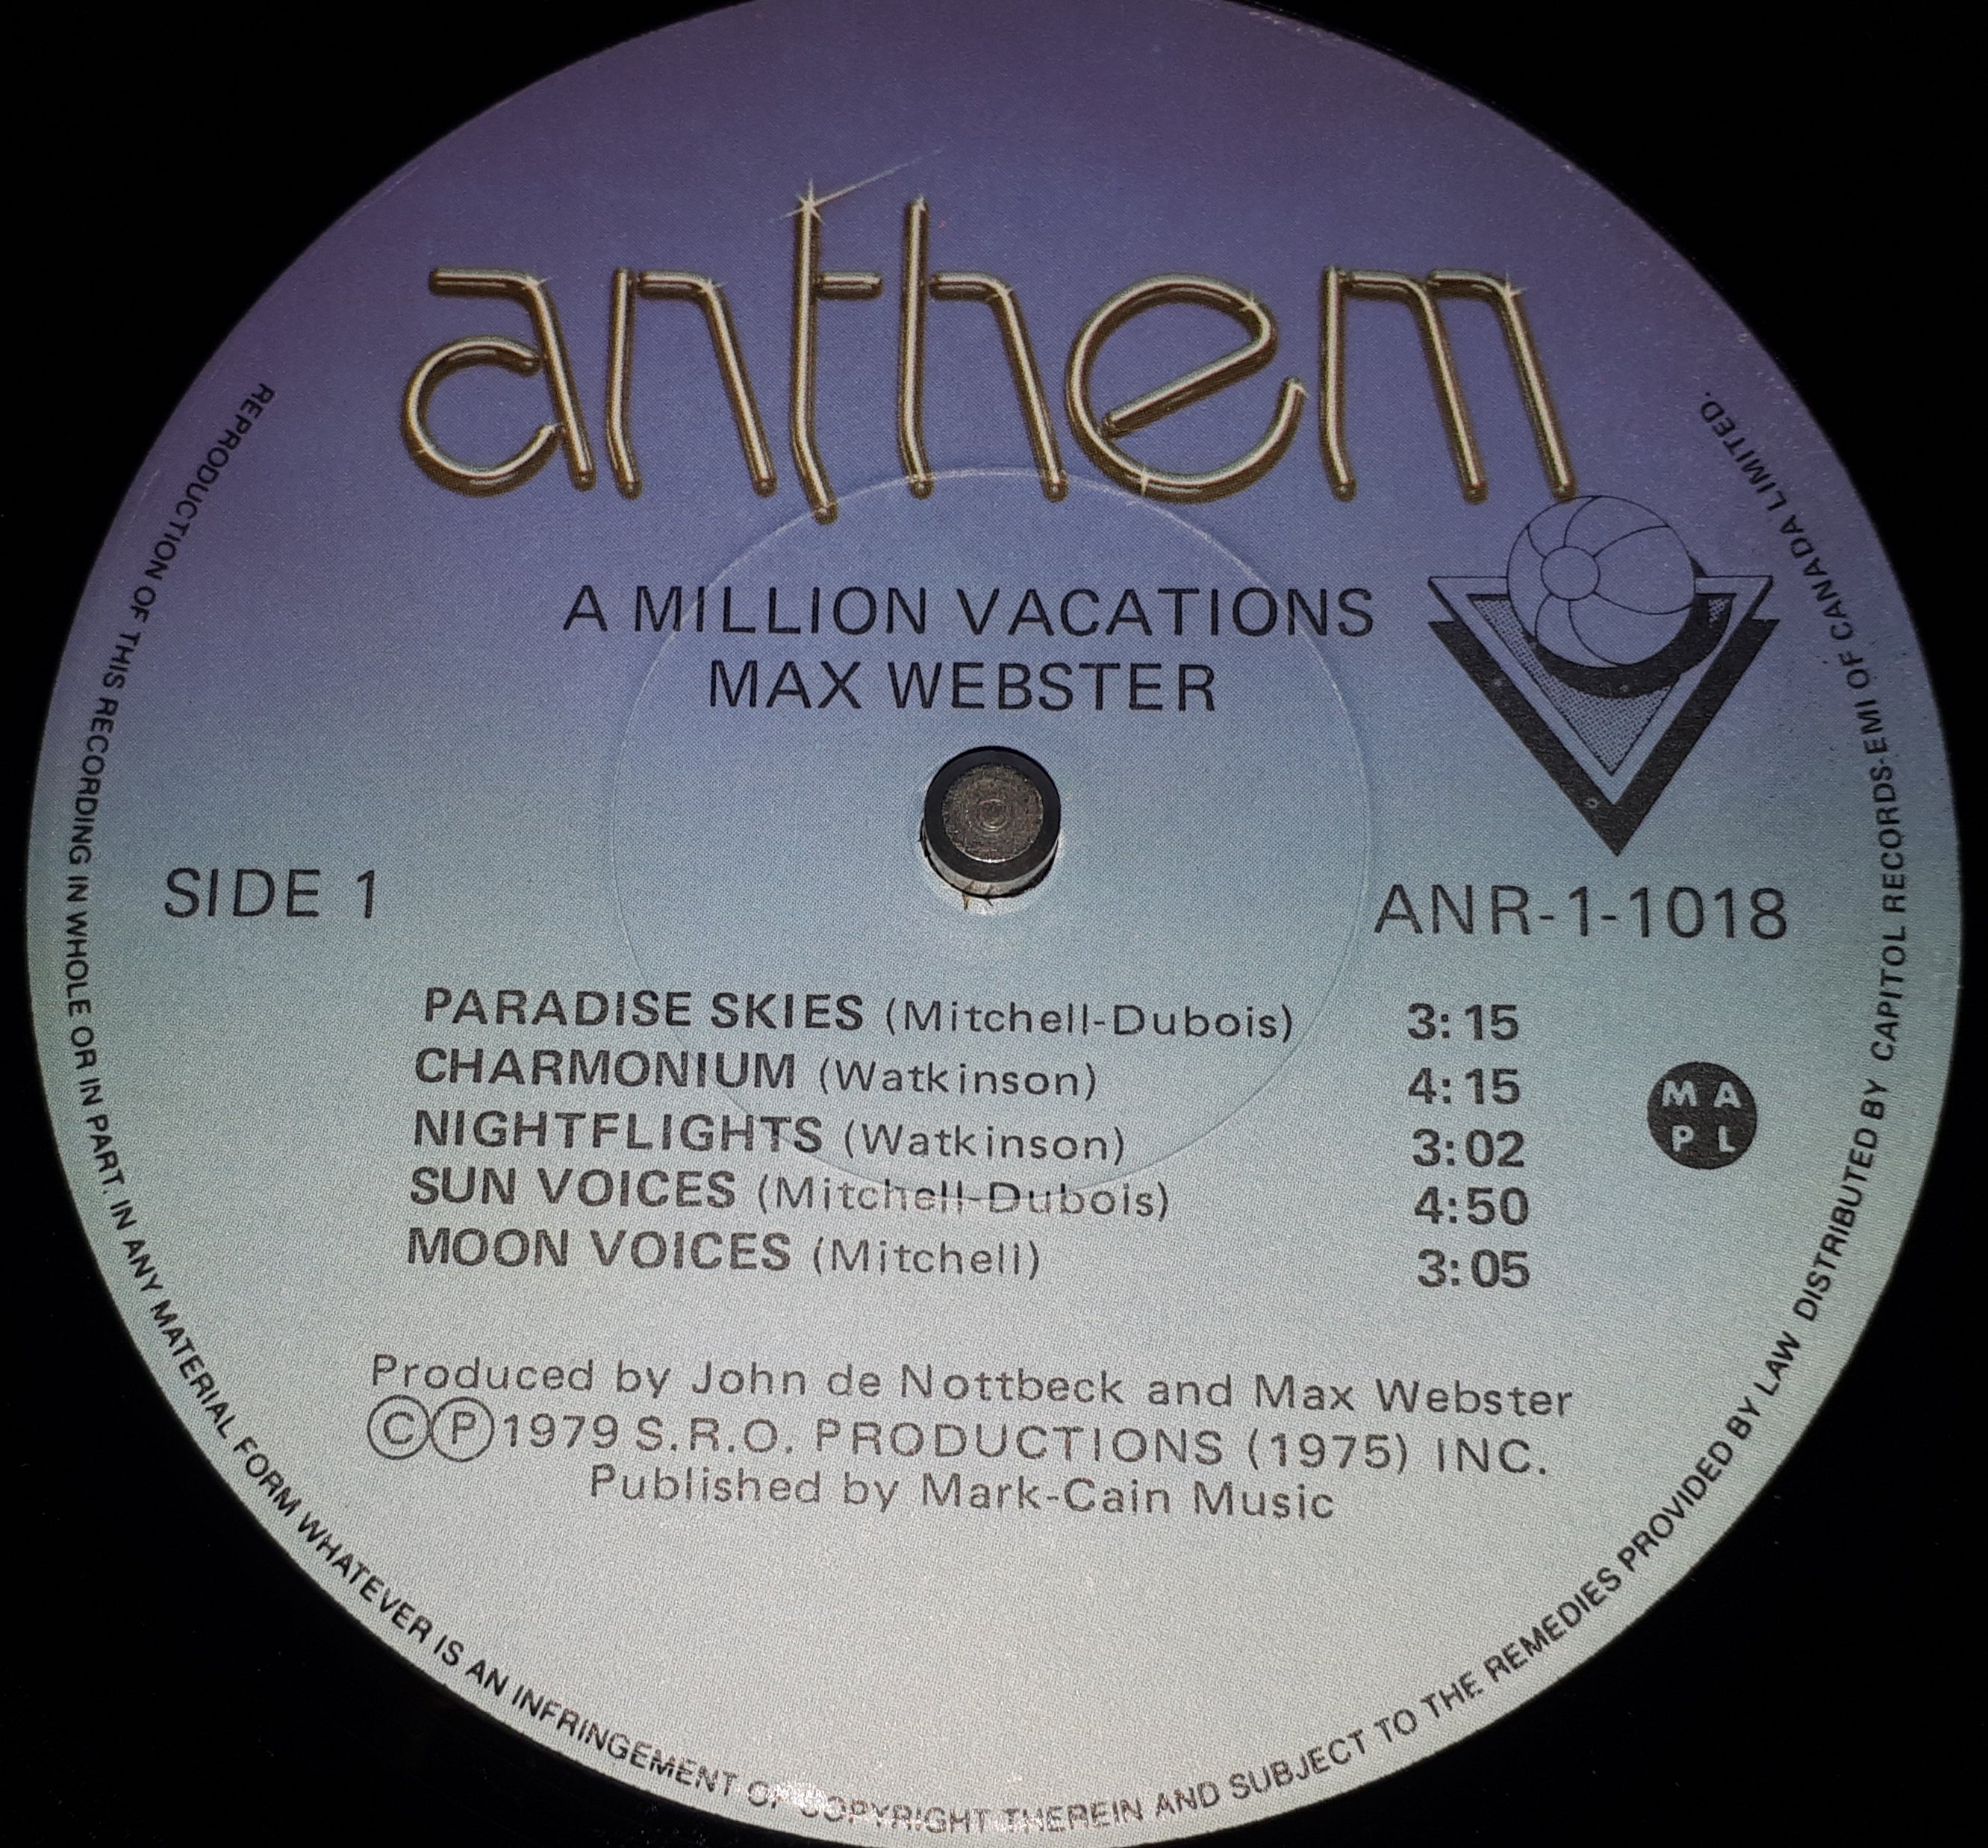 anthem
A MILLION VACATIONS
MAX WEBSTER
SIDE 1
ANR-1-1018
PARADISE SKIES (Mitchell-Dubois) 3:15
CHARMONIUM (Watkinson) 4:15
NIGHTFLIGHTS (Watkinson) 3:02
SUN VOICES (Mitchell-Dubois) 4:50
MOON VOICES (Mitchell) 3:05
M A
P L
Produced by John de Nottbeck and Max Webster
©℗1979 S.R.O. PRODUCTIONS (1975) INC.
Published by Mark-Cain Music
REPRODUCTION OF THIS RECORDING IN WHOLE OR IN PART. IN ANY MATERIAL FORM WHATEVER IS AN INFRINGEMENT OF COPYRIGHT THEREIN AND SUBJECT TO THE REMEDIES PROVIDED BY LAW DISTRIBUTED BY CAPITOL RECORDS-EMI OF CANADA LIMITED.